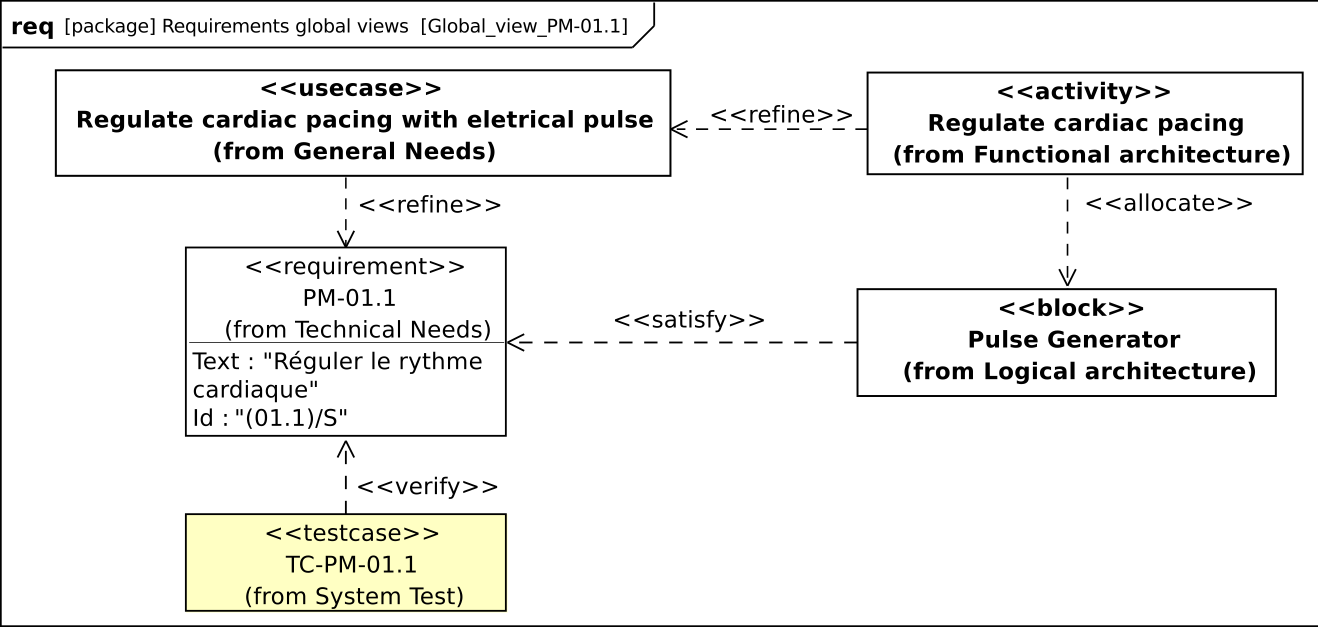 req [package] Requirements global views [Global_view_PM-01.1]
<<usecase>>
Regulate cardiac pacing with eletrical pulse
(from General Needs)
<<refine>>
<<activity>>
Regulate cardiac pacing
(from Functional architecture)
<<refine>>
<<allocate>>
<<requirement>>
PM-01.1
(from Technical Needs)
Text : "Réguler le rythme
cardiaque"
Id : "(01.1)/S"
<<satisfy>>
<<block>>
Pulse Generator
(from Logical architecture)
<<verify>>
<<testcase>>
TC-PM-01.1
(from System Test)